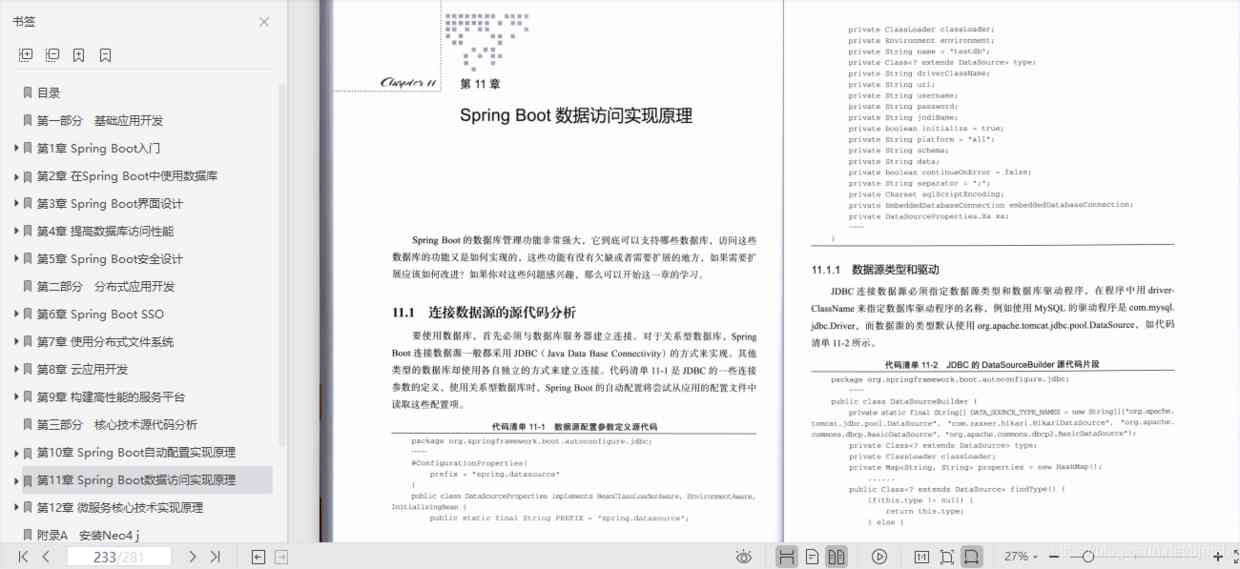 书签
目录
第一部分 基础应用开发
第1章 Spring Boot入门
第2章 在Spring Boot中使用数据库
第3章 Spring Boot界面设计
第4章 提高数据库访问性能
第5章 Spring Boot安全设计
第二部分 分布式应用开发
第6章 Spring Boot SSO
第7章 使用分布式文件系统
第8章 云应用开发
第9章 构建高性能的服务平台
第三部分 核心技术源代码分析
第10章 Spring Boot自动配置实现原理
第11章 Spring Boot数据访问实现原理
第12章 微服务核心技术实现原理
附录A 安装Neo4j
Chapter 11 第 11 章
Spring Boot 数据访问实现原理
Spring Boot 的数据库管理功能非常强大，它到底可以支持哪些数据库，访问这些
数据库的功能又是如何实现的，这些功能有没有欠缺或者需要扩展的地方，如果需要扩
展应该如何改进？如果你对这些问题感兴趣，那么可以开始这一章的学习。
11.1 连接数据源的源代码分析
要使用数据库，首先必须与数据库服务器建立连接。对于关系型数据库，Spring
Boot 连接数据源一般都采用 JDBC（Java Data Base Connectivity）的方式来实现。其他
类型的数据库却使用各自独立的方式来建立连接。代码清单 11-1 是 JDBC 的一些连接
参数的定义，使用关系型数据库时，Spring Boot 的自动配置将会尝试从应用的配置文件中
读取这些配置项。
代码清单 11-1 数据源配置参数定义源代码
package org.springframework.boot.autoconfigure.jdbc;
……
@ConfigurationProperties(
prefix = "spring.datasource"
)
public class DataSourceProperties implements BeanClassLoaderAware, EnvironmentAware,
InitializingBean {
public static final String PREFIX = "spring.datasource";
private ClassLoader classLoader;
private Environment environment;
private String name = "testdb";
private Class<? extends DataSource> type;
private String driverClassName;
private String url;
private String username;
private String password;
private String jndiName;
private boolean initialize = true;
private String platform = "all";
private String schema;
private String data;
private boolean continueOnError = false;
private String separator = ";";
private Charset sqlScriptEncoding;
private EmbeddedDatabaseConnection embeddedDatabaseConnection;
private DataSourceProperties.Xa xa;
……
}
11.1.1 数据源类型和驱动
JDBC 连接数据源必须指定数据源类型和数据库驱动程序，在程序中用 driver-
ClassName 来指定数据库驱动程序的名称，例如使用 MySQL 的驱动程序是 com.mysql.
jdbc.Driver，而数据源的类型默认使用 org.apache.tomcat.jdbc.pool.DataSource，如代码
清单 11-2 所示。
代码清单 11-2 JDBC 的 DataSourceBuilder 源代码片段
package org.springframework.boot.autoconfigure.jdbc;
……
public class DataSourceBuilder {
private static final String[] DATA_SOURCE_TYPE_NAMES = new String[]{"org.apache.
tomcat.jdbc.pool.DataSource", "com.zaxxer.hikari.HikariDataSource", "org.apache.
commons.dbcp.BasicDataSource", "org.apache.commons.dbcp2.BasicDataSource"};
private Class<? extends DataSource> type;
private ClassLoader classLoader;
private Map<String, String> properties = new HashMap();
......
public Class<? extends DataSource> findType() {
if(this.type != null) {
return this.type;
} else {
233/281
1:1
27%